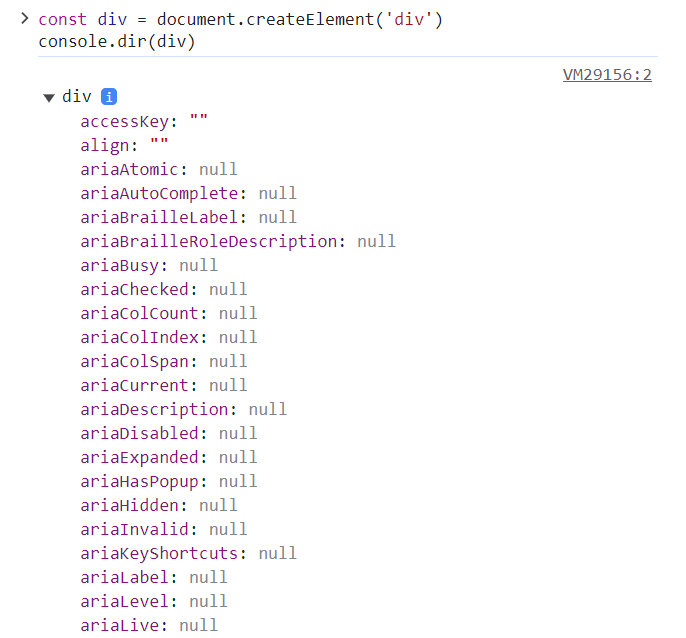 > const div = document.createElement('div')
console.dir(div)
VM29156:2
▼ div i
accessKey: ""
align: ""
ariaAtomic: null
ariaAutoComplete: null
ariaBrailleLabel: null
ariaBrailleRoleDescription: null
ariaBusy: null
ariaChecked: null
ariaColCount: null
ariaColIndex: null
ariaColSpan: null
ariaCurrent: null
ariaDescription: null
ariaDisabled: null
ariaExpanded: null
ariaHasPopup: null
ariaHidden: null
ariaInvalid: null
ariaKeyShortcuts: null
ariaLabel: null
ariaLevel: null
ariaLive: null